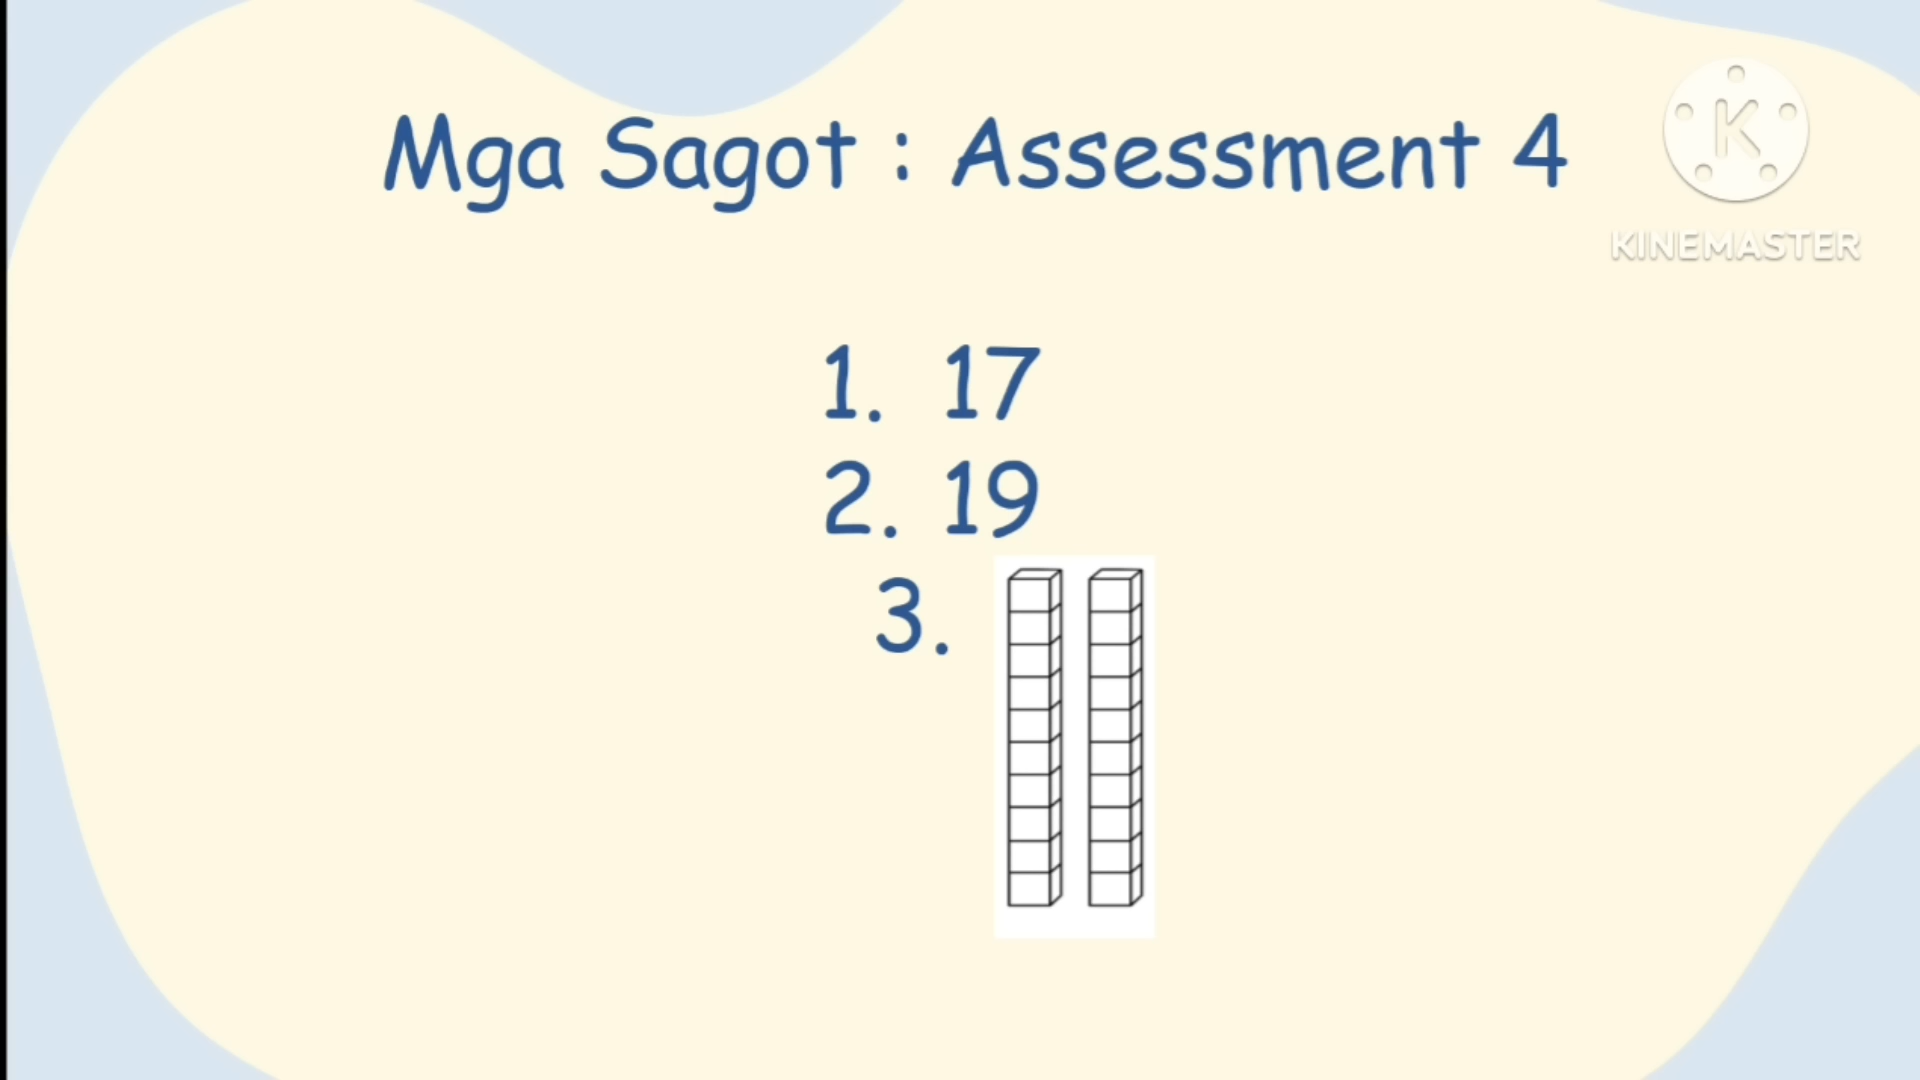 Mga Sagot : Assessment 4
K
KINEMASTER
1. 17
2. 19
3.